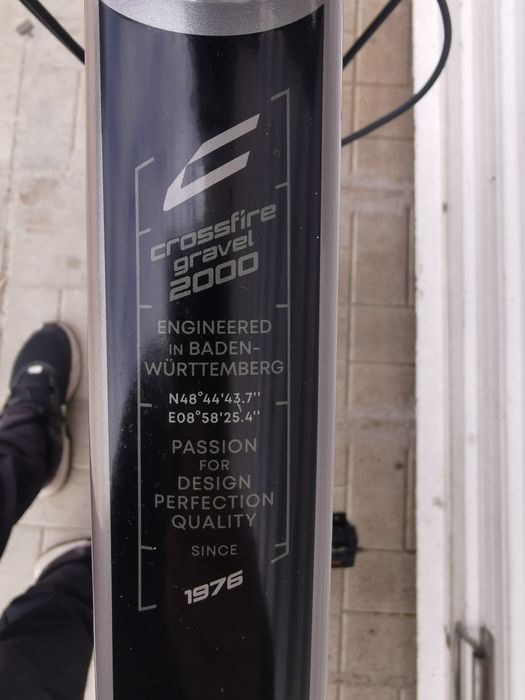 crossfire
gravel
2000
ENGINEERED
IN BADEN-
WÜRTTEMBERG
N48°44'43.7''
E08°58'25.4''
PASSION
FOR
DESIGN
PERFECTION
QUALITY
SINCE
1976